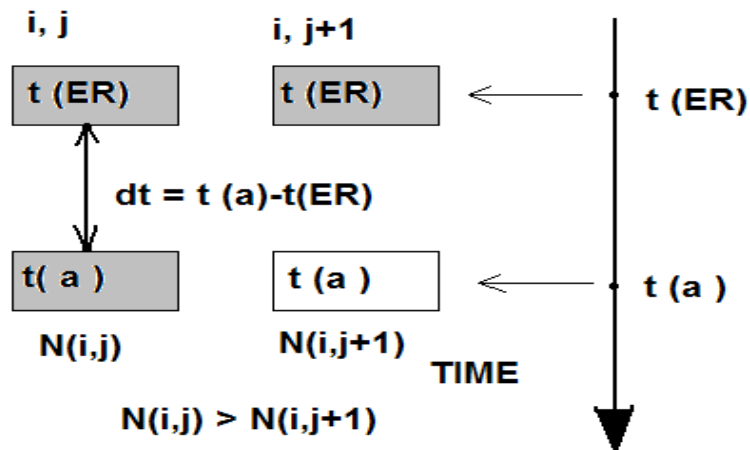 i, j
i, j+1
t (ER)
t (ER)
t (ER)
dt = t (a)-t(ER)
t( a )
t (a )
t (a )
N(i,j)
N(i,j+1)
TIME
N(i,j) > N(i,j+1)